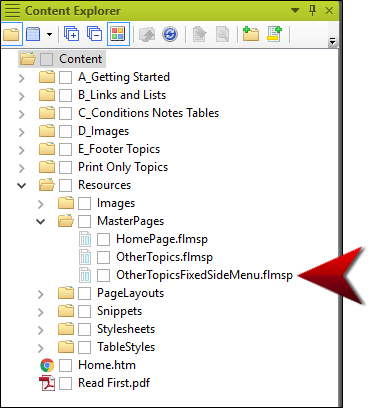 Content Explorer
Content
A_Getting Started
B_Links and Lists
C_Conditions Notes Tables
D_Images
E_Footer Topics
Print Only Topics
Resources
Images
MasterPages
HomePage.flmsp
OtherTopics.flmsp
OtherTopicsFixedSideMenu.flmsp
PageLayouts
Snippets
Stylesheets
TableStyles
Home.htm
Read First.pdf